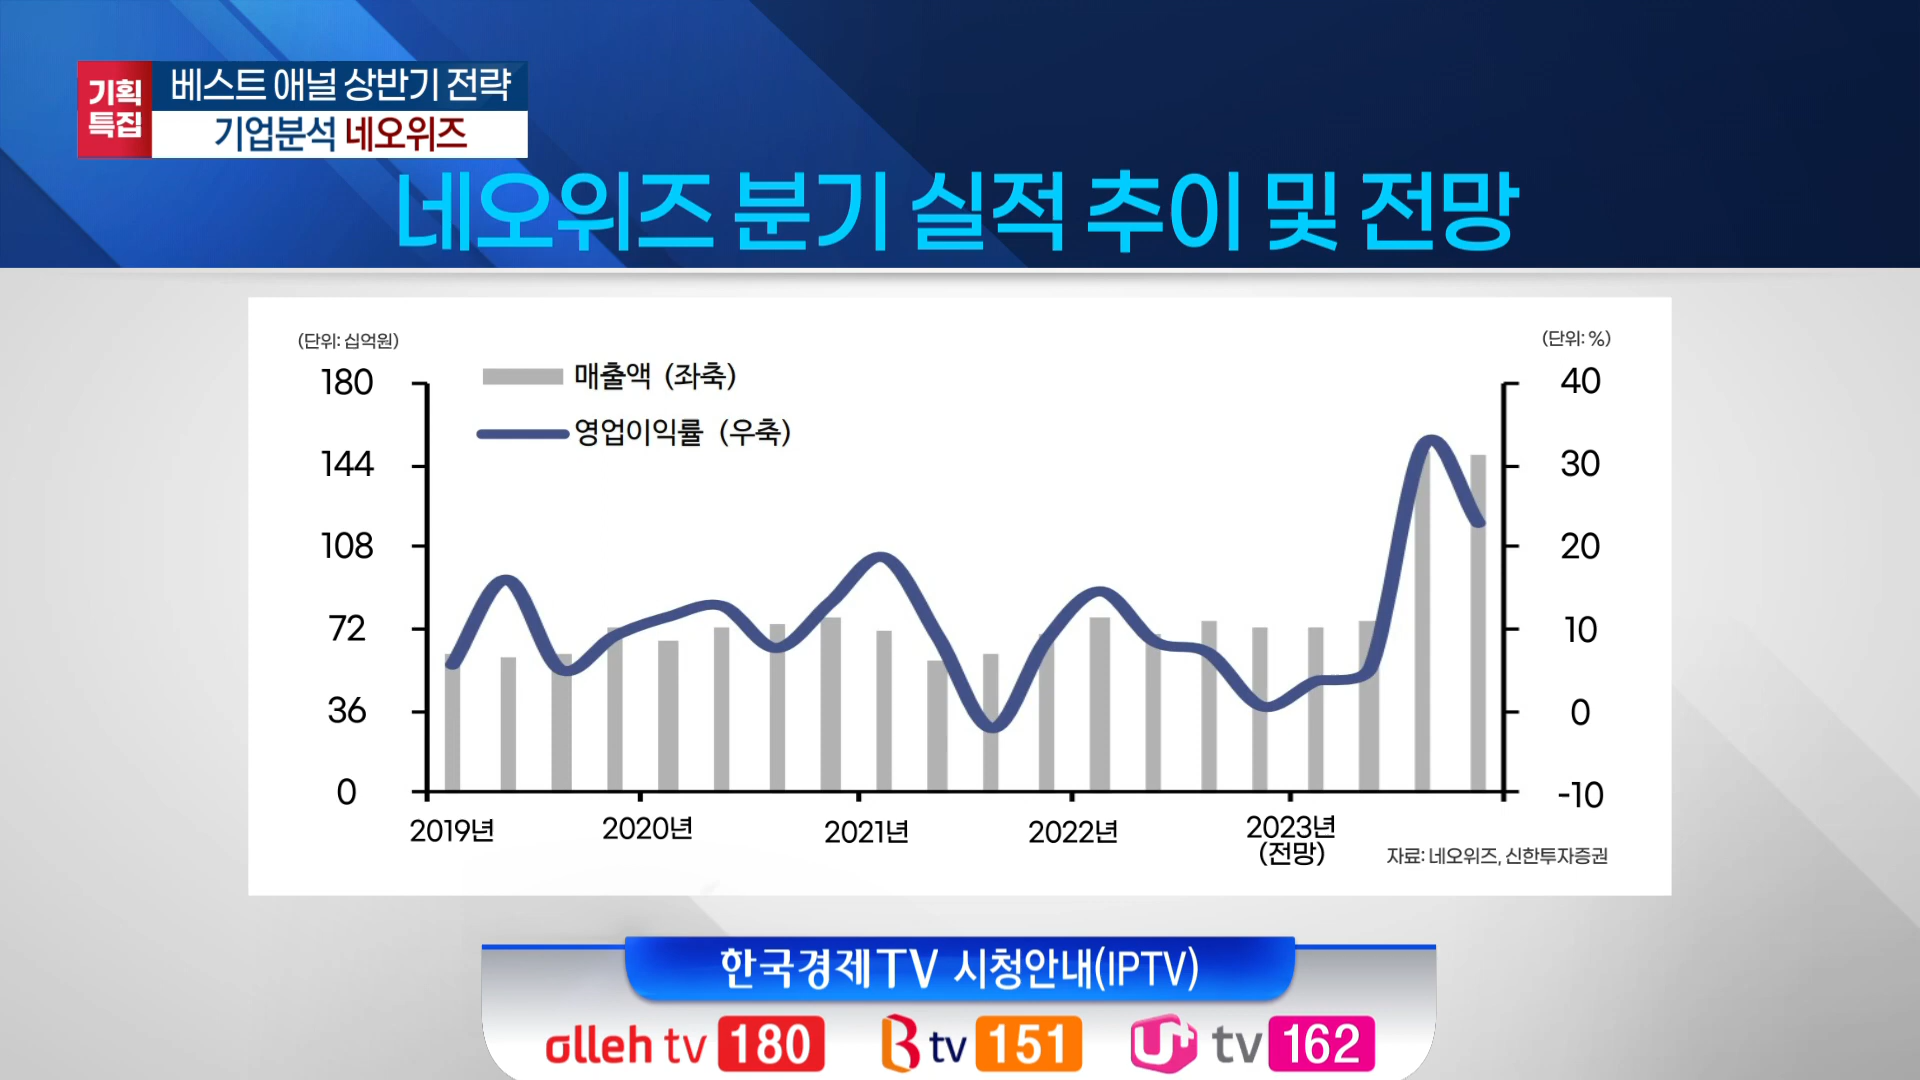 기획
특집
베스트 애널 상반기 전략
기업분석 네오위즈
네오위즈 분기 실적 추이 및 전망
(단위: 십억원)
(단위: %)
매출액 (좌축)
영업이익률 (우축)
180
144
108
72
36
0
40
30
20
10
0
-10
2019년
2020년
2021년
2022년
2023년
(전망)
자료: 네오위즈, 신한투자증권
한국경제TV 시청안내(IPTV)
olleh tv 180
B tv 151
U+ tv 162